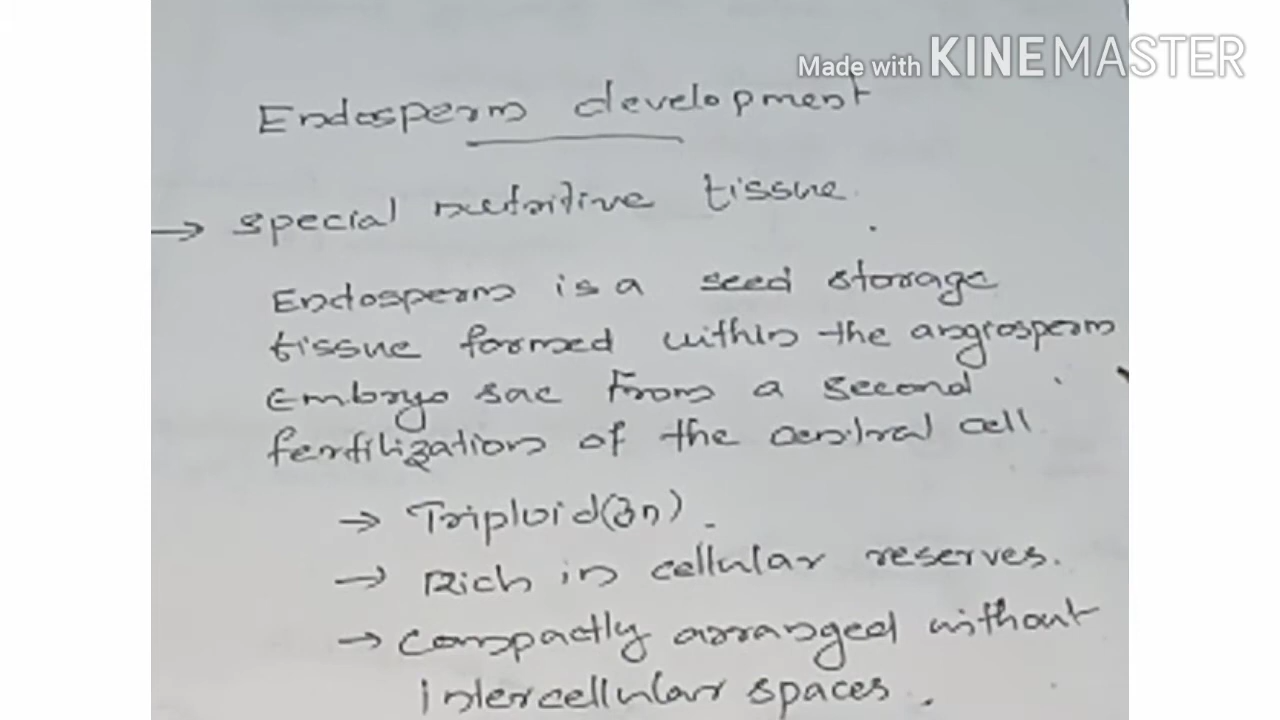 Made with KINEMASTER
Endosperm development
→ special nutritive tissue.
Endosperm is a seed storage
tissue formed within the angiosperm
Embryo sac From a second
fertilization of the central cell
→ Triploid (3n).
→ Rich in cellular reserves.
→ compactly arranged without
intercellular spaces.